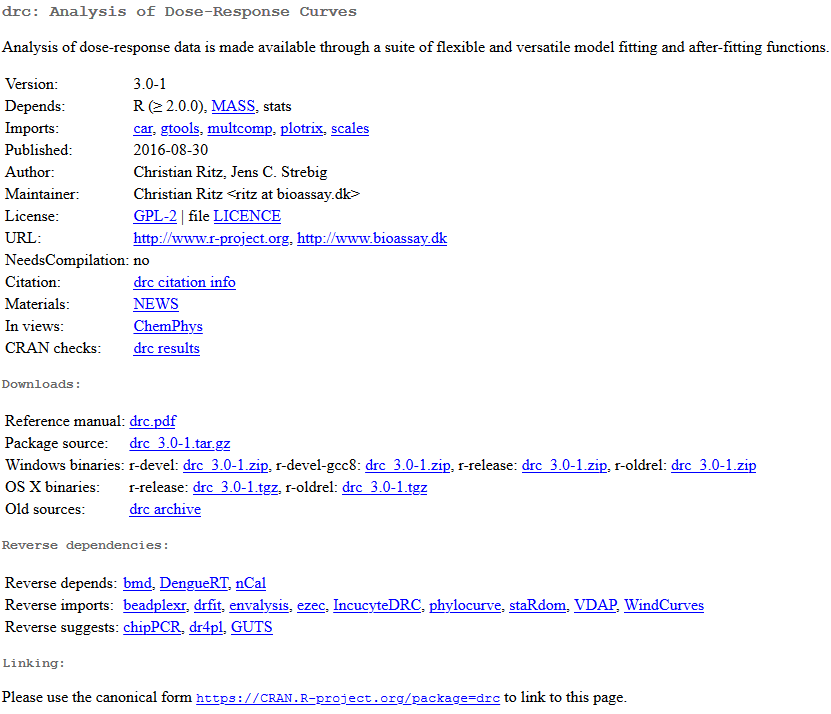 drc: Analysis of Dose-Response Curves
Analysis of dose-response data is made available through a suite of flexible and versatile model fitting and after-fitting functions.
Version: 3.0-1
Depends: R (≥ 2.0.0), MASS, stats
Imports: car, gtools, multcomp, plotrix, scales
Published: 2016-08-30
Author: Christian Ritz, Jens C. Strebig
Maintainer: Christian Ritz <ritz at bioassay.dk>
License: GPL-2 | file LICENCE
URL: http://www.r-project.org, http://www.bioassay.dk
NeedsCompilation: no
Citation: drc citation info
Materials: NEWS
In views: ChemPhys
CRAN checks: drc results
Downloads:
Reference manual: drc.pdf
Package source: drc_3.0-1.tar.gz
Windows binaries: r-devel: drc_3.0-1.zip, r-devel-gcc8: drc_3.0-1.zip, r-release: drc_3.0-1.zip, r-oldrel: drc_3.0-1.zip
OS X binaries: r-release: drc_3.0-1.tgz, r-oldrel: drc_3.0-1.tgz
Old sources: drc archive
Reverse dependencies:
Reverse depends: bmd, DengueRT, nCal
Reverse imports: beadplexr, drfit, envalysis, ezec, IncucyteDRC, phylocurve, staRdom, VDAP, WindCurves
Reverse suggests: chipPCR, dr4pl, GUTS
Linking:
Please use the canonical form https://CRAN.R-project.org/package=drc to link to this page.